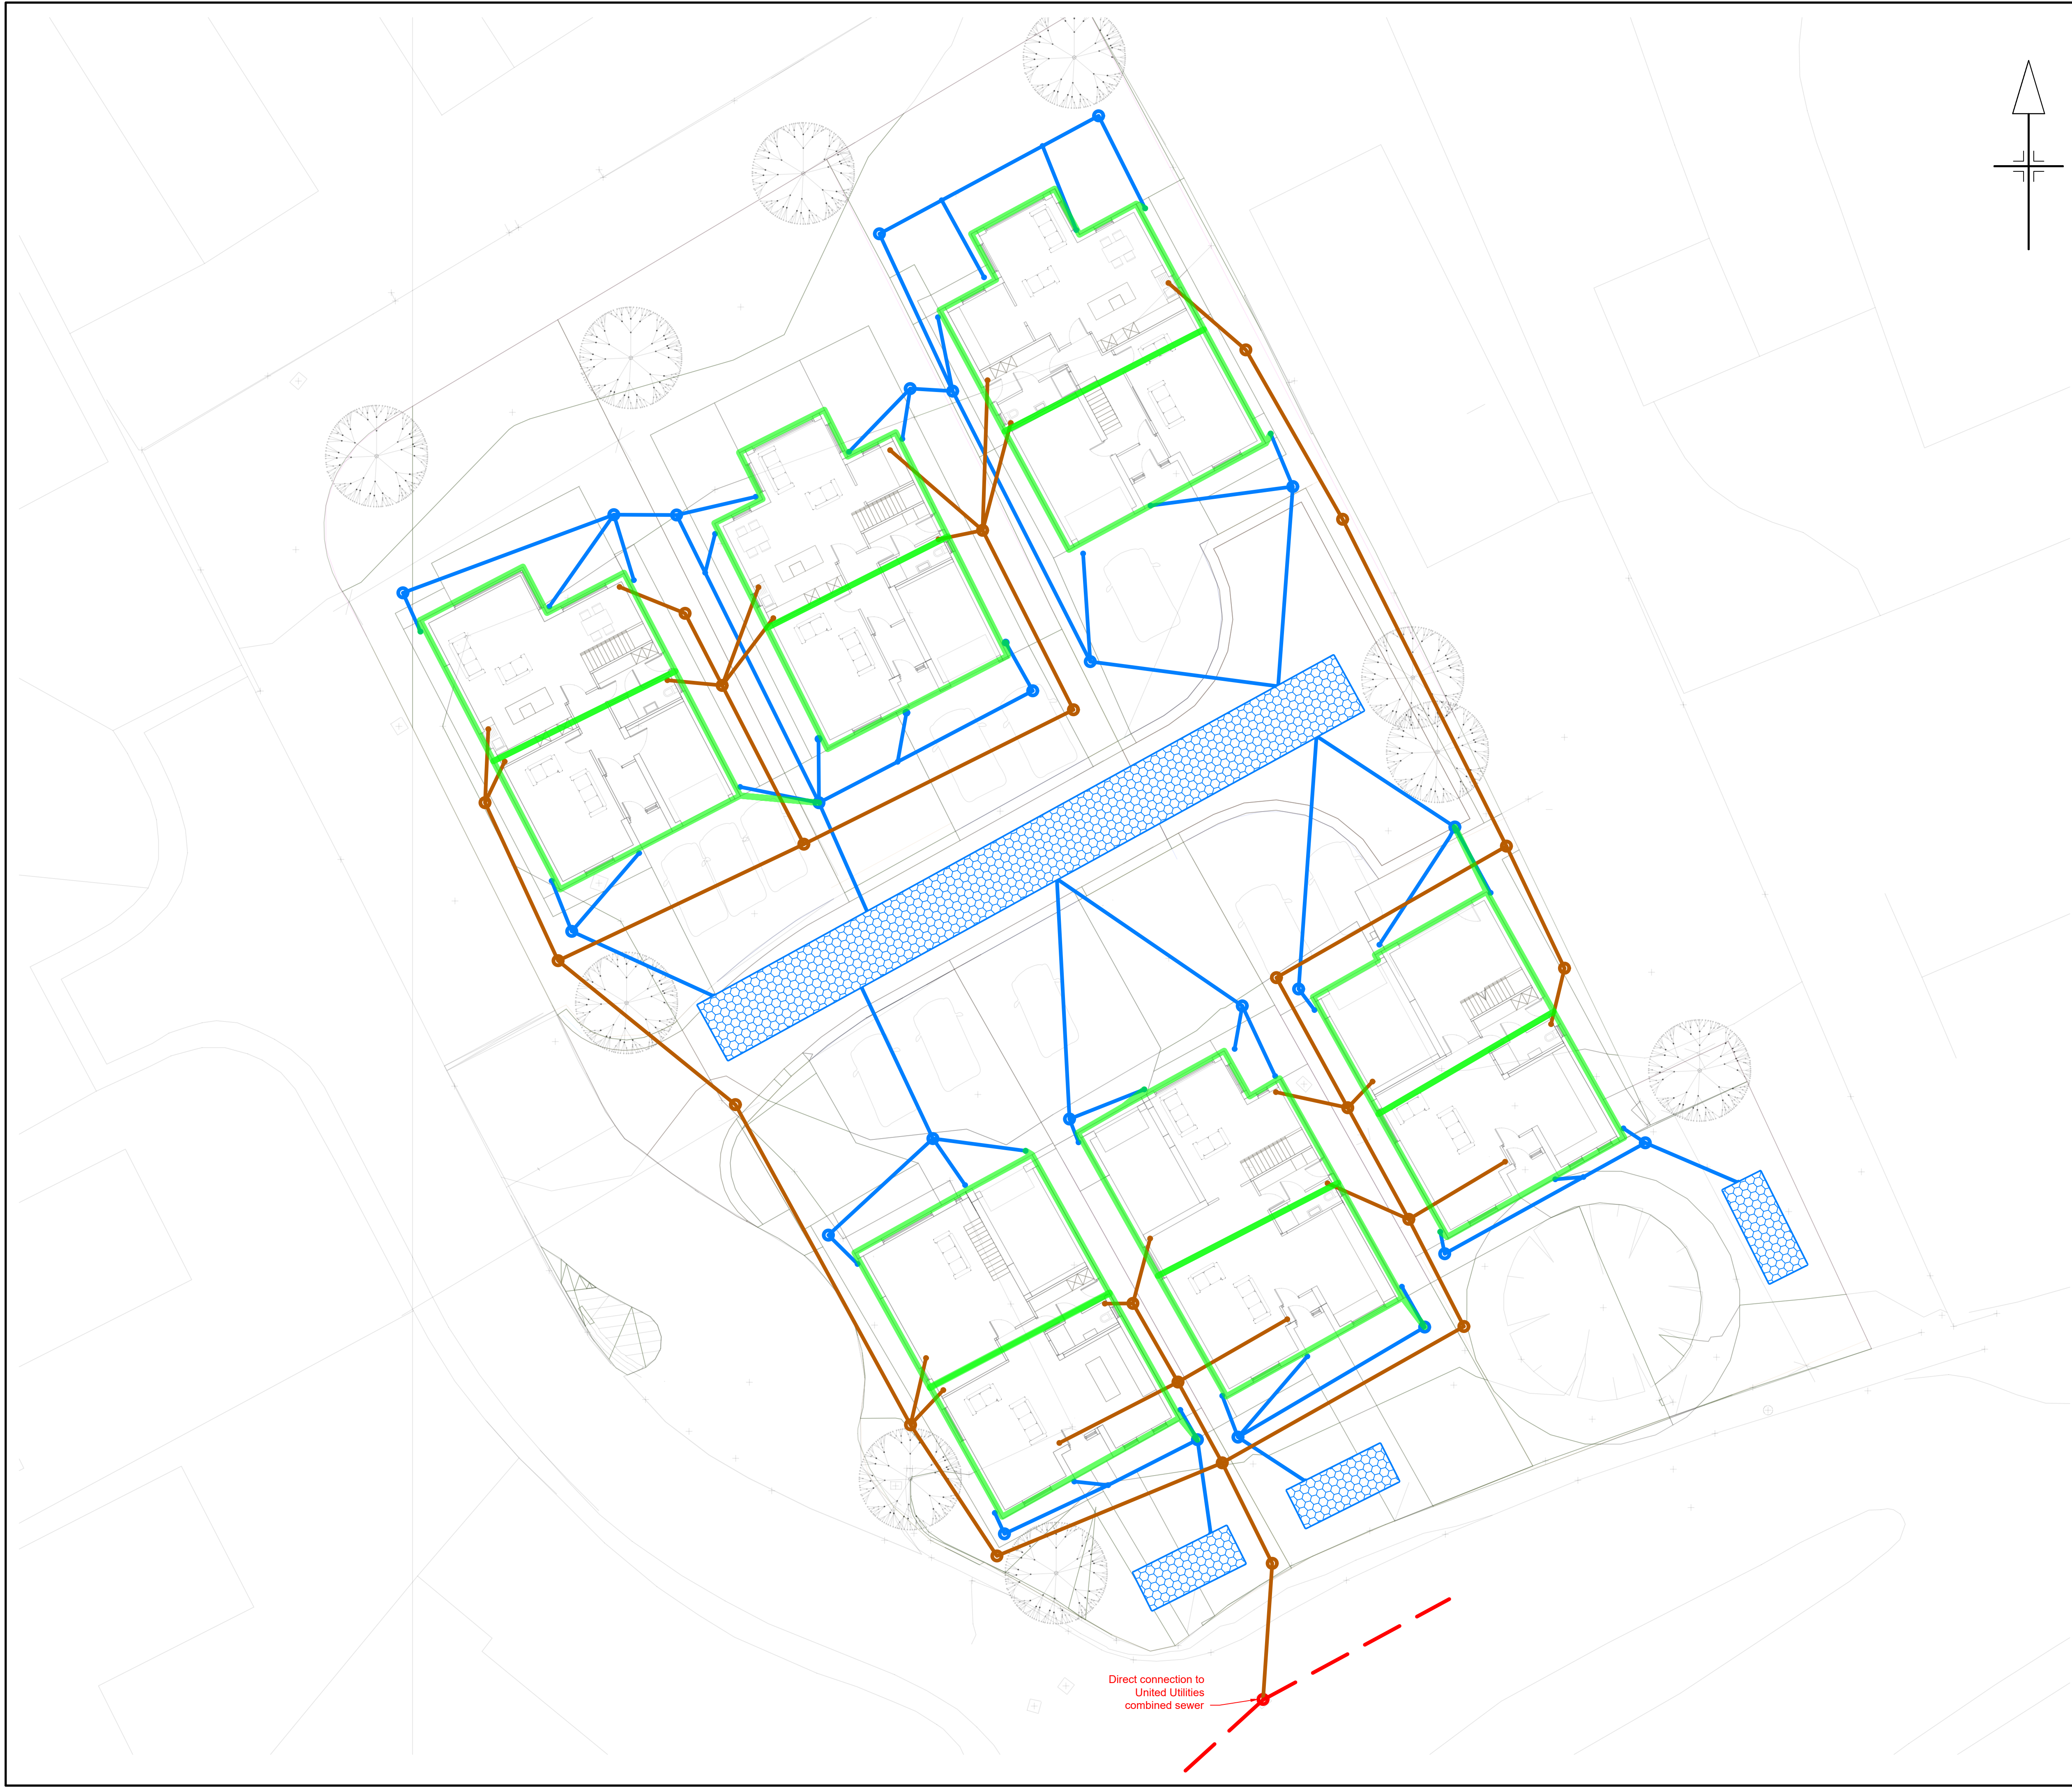 Direct connection to
United Utilities
combined sewer